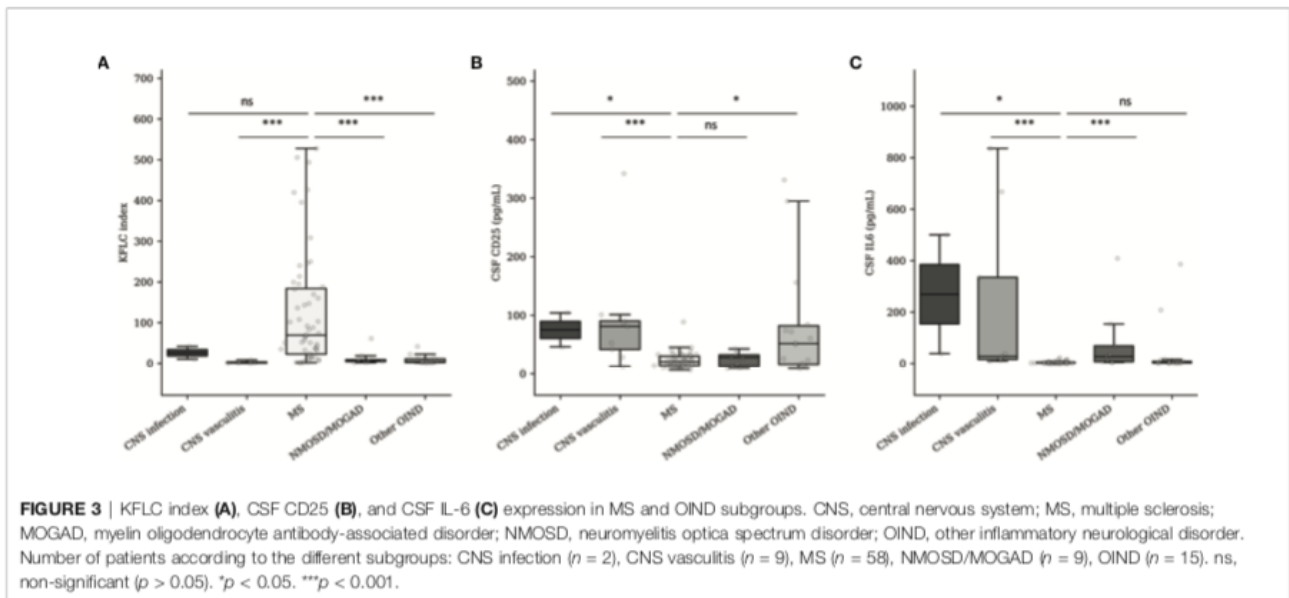 A
B
C
700
600
500
400
300
200
100
0
KFLC index
ns
***
***
***
CNS infection
CNS vasculitis
MS
NMOSD/MOGAD
Other OIND
500
400
300
200
100
0
CSF CD25 (pg/mL)
*
*
***
ns
CNS infection
CNS vasculitis
MS
NMOSD/MOGAD
Other OIND
1000
800
600
400
200
0
CSF IL6 (pg/mL)
*
ns
***
***
CNS infection
CNS vasculitis
MS
NMOSD/MOGAD
Other OIND
FIGURE 3 | KFLC index (A), CSF CD25 (B), and CSF IL-6 (C) expression in MS and OIND subgroups. CNS, central nervous system; MS, multiple sclerosis;
MOGAD, myelin oligodendrocyte antibody-associated disorder; NMOSD, neuromyelitis optica spectrum disorder; OIND, other inflammatory neurological disorder.
Number of patients according to the different subgroups: CNS infection (n = 2), CNS vasculitis (n = 9), MS (n = 58), NMOSD/MOGAD (n = 9), OIND (n = 15). ns,
non-significant (p > 0.05). *p < 0.05. ***p < 0.001.